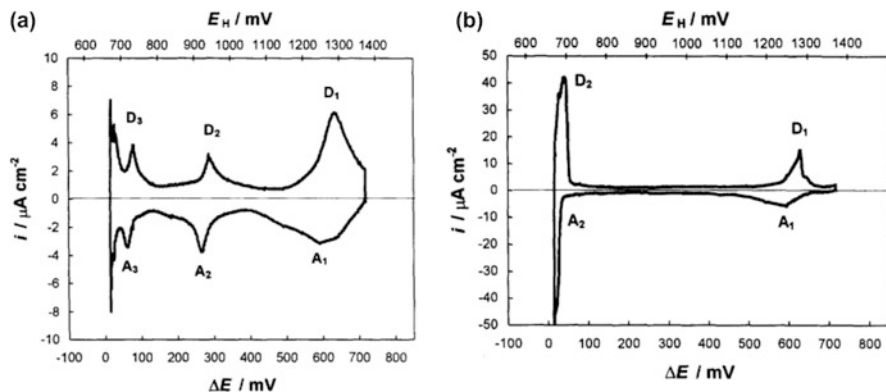 (a)
E_H / mV
600 700 800 900 1000 1100 1200 1300 1400
10
8
6
4
2
0
-2
-4
-6
-8
-10
i / μA cm⁻²
D₃
D₂
D₁
A₃
A₂
A₁
-100 0 100 200 300 400 500 600 700 800
ΔE / mV
(b)
E_H / mV
600 700 800 900 1000 1100 1200 1300 1400
50
40
30
20
10
0
-10
-20
-30
-40
-50
i / μA cm⁻²
D₂
D₁
A₂
A₁
-100 0 100 200 300 400 500 600 700 800
ΔE / mV